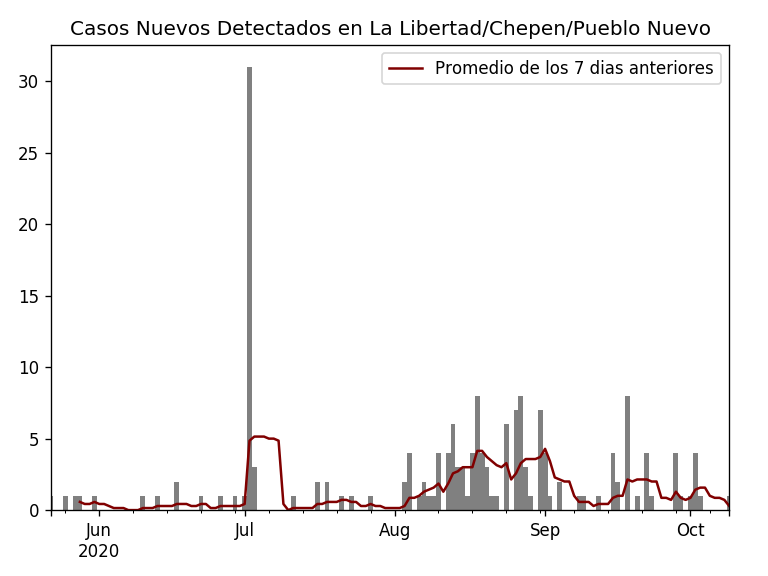 Casos Nuevos Detectados en La Libertad/Chepen/Pueblo Nuevo
Promedio de los 7 dias anteriores
30
25
20
15
10
5
0
Jun Jul Aug Sep Oct
2020